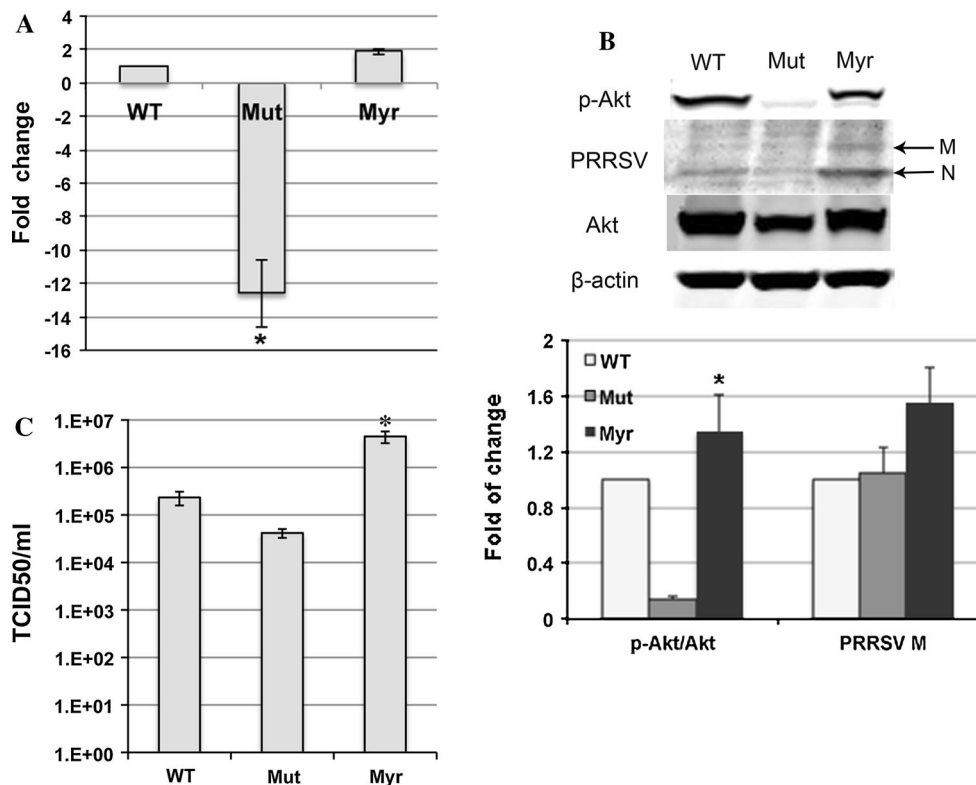 A
4
2
0
-2
-4
-6
-8
-10
-12
-14
-16
Fold change
WT
Mut
Myr
*
B
WT Mut Myr
p-Akt
PRRSV
M
N
Akt
β-actin
2
1.6
1.2
0.8
0.4
0
Fold of change
WT
Mut
Myr
*
p-Akt/Akt PRRSV M
C
1.E+07
1.E+06
1.E+05
1.E+04
1.E+03
1.E+02
1.E+01
1.E+00
TCID50/ml
*
WT Mut Myr